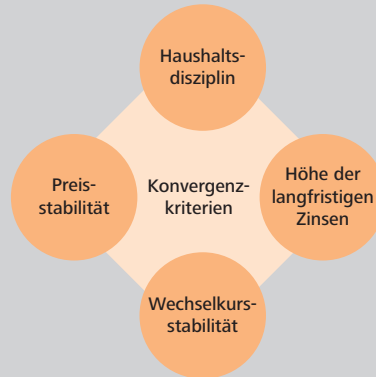 Haushalts-
disziplin
Preis-
stabilität
Konvergenz-
kriterien
Höhe der
langfristigen
Zinsen
Wechselkurs-
stabilität